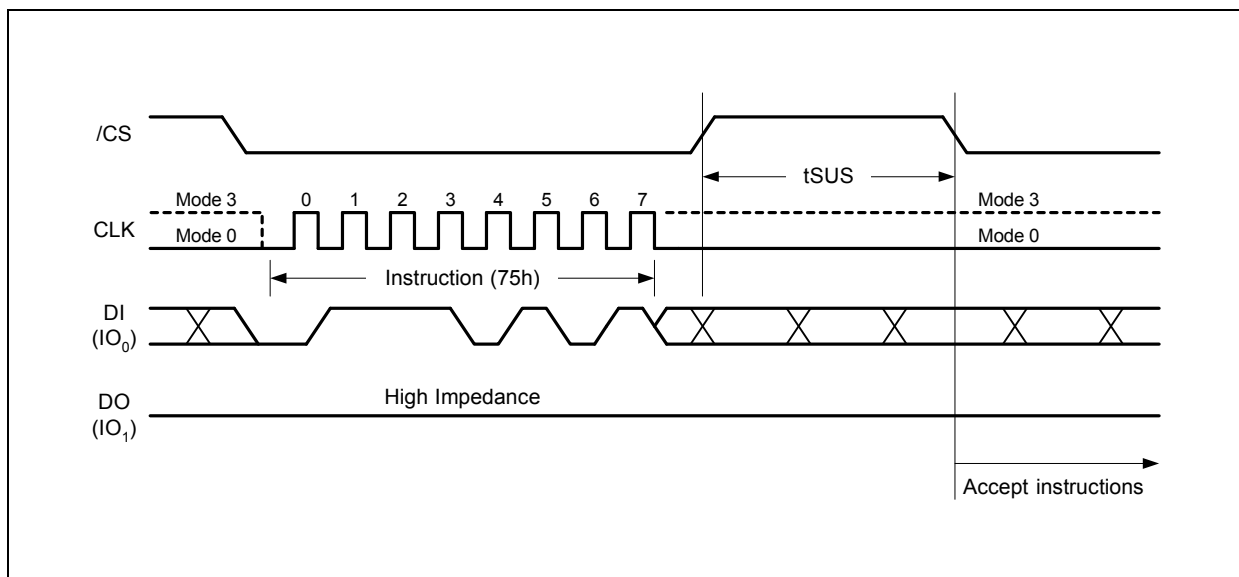 /CS
tSUS
Mode 3 0 1 2 3 4 5 6 7 Mode 3
CLK
Mode 0 Mode 0
Instruction (75h)
DI
(IO₀)
High Impedance
DO
(IO₁)
Accept instructions